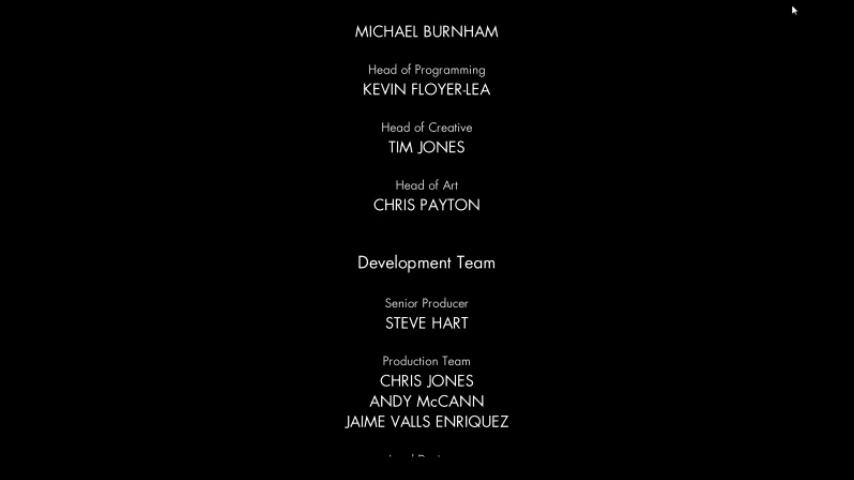 MICHAEL BURNHAM
Head of Programming
KEVIN FLOYER-LEA
Head of Creative
TIM JONES
Head of Art
CHRIS PAYTON
Development Team
Senior Producer
STEVE HART
Production Team
CHRIS JONES
ANDY McCANN
JAIME VALLS ENRIQUEZ